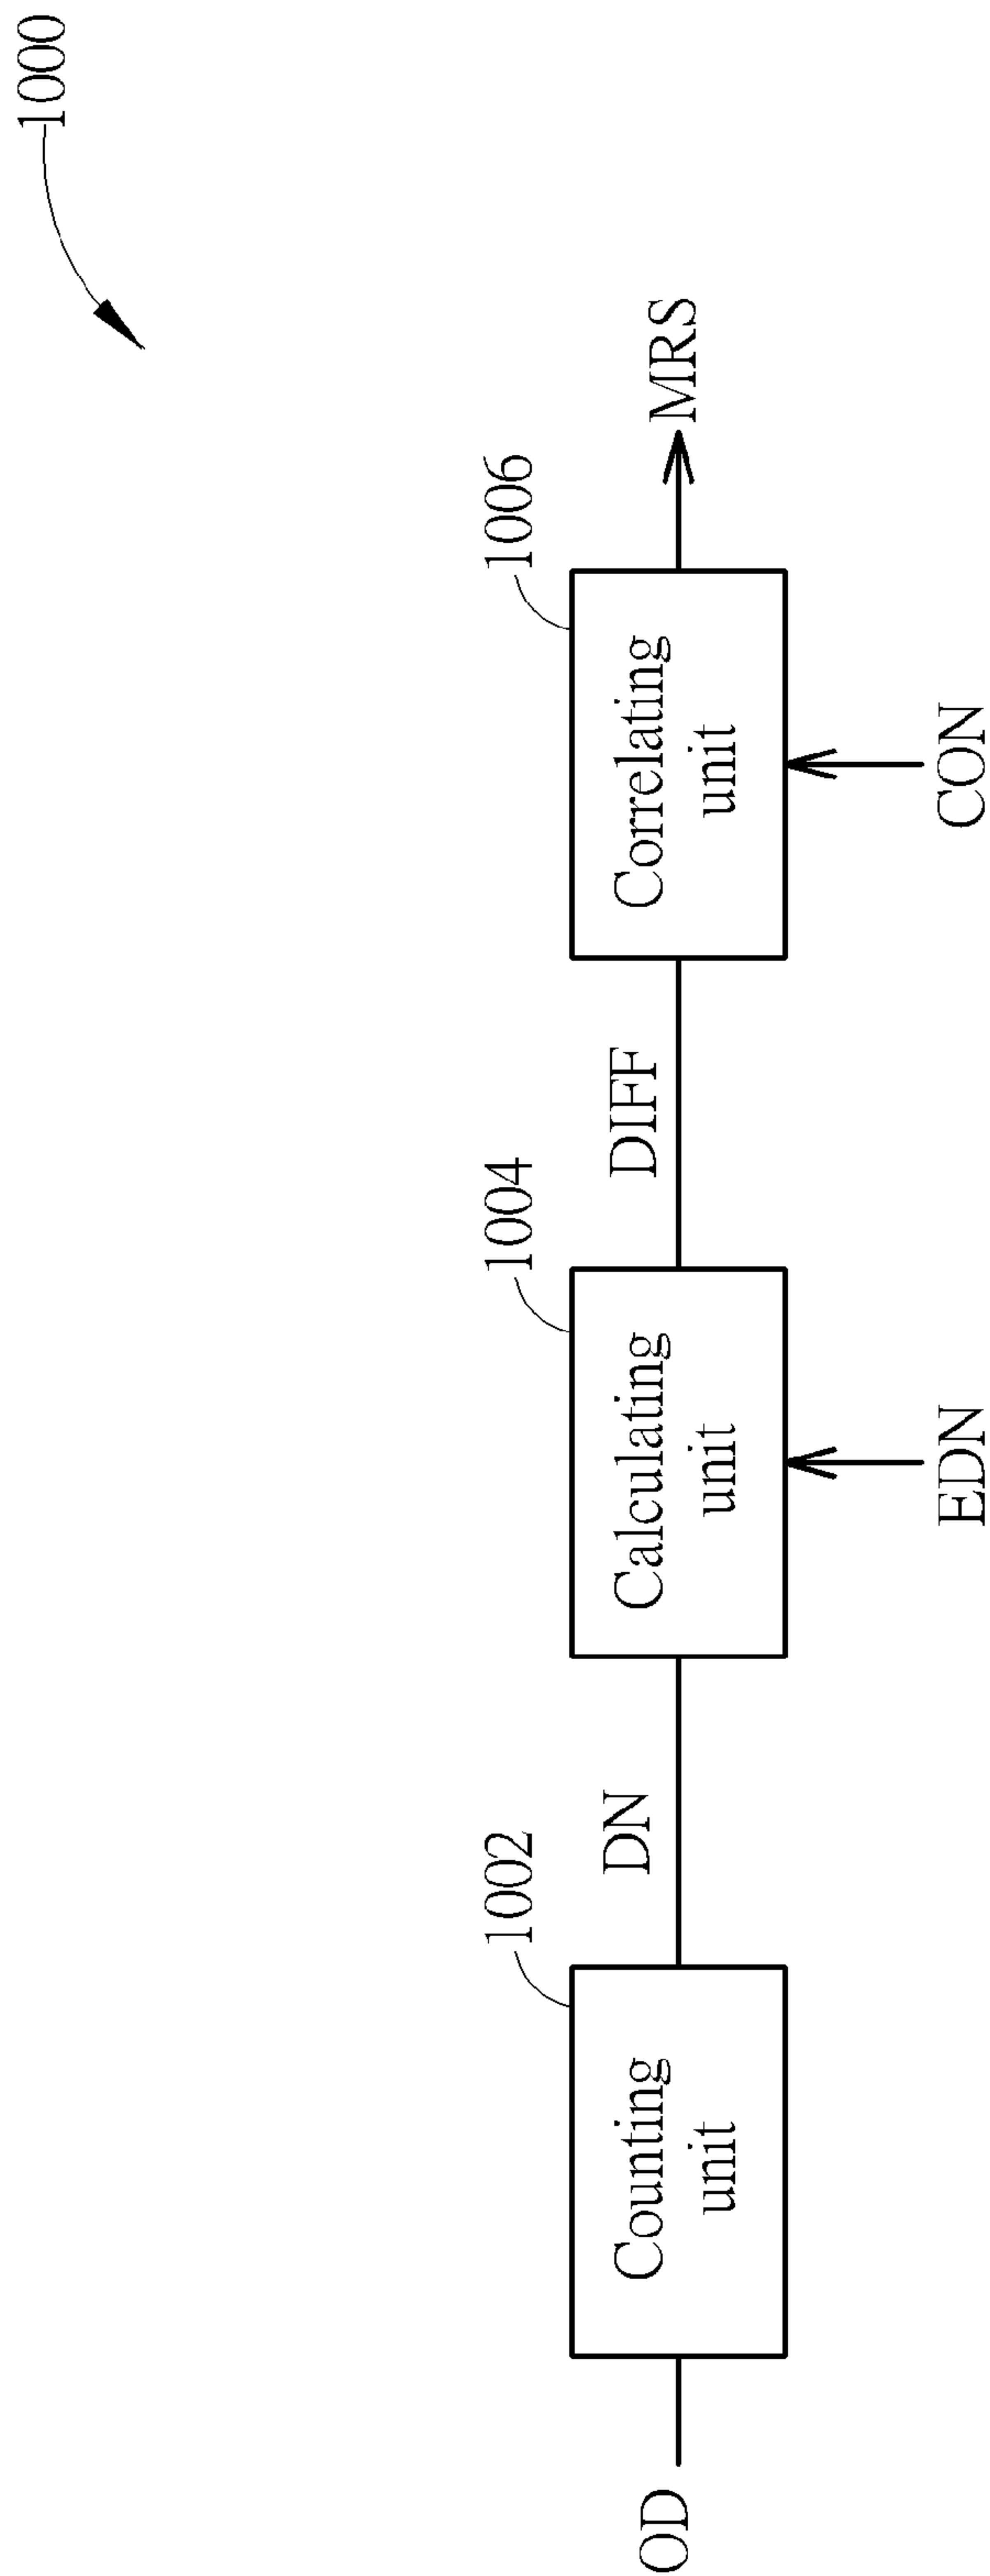 1000
1002
1004
1006
OD
Counting
unit
DN
Calculating
unit
DIFF
Correlating
unit
MRS
EDN
CON